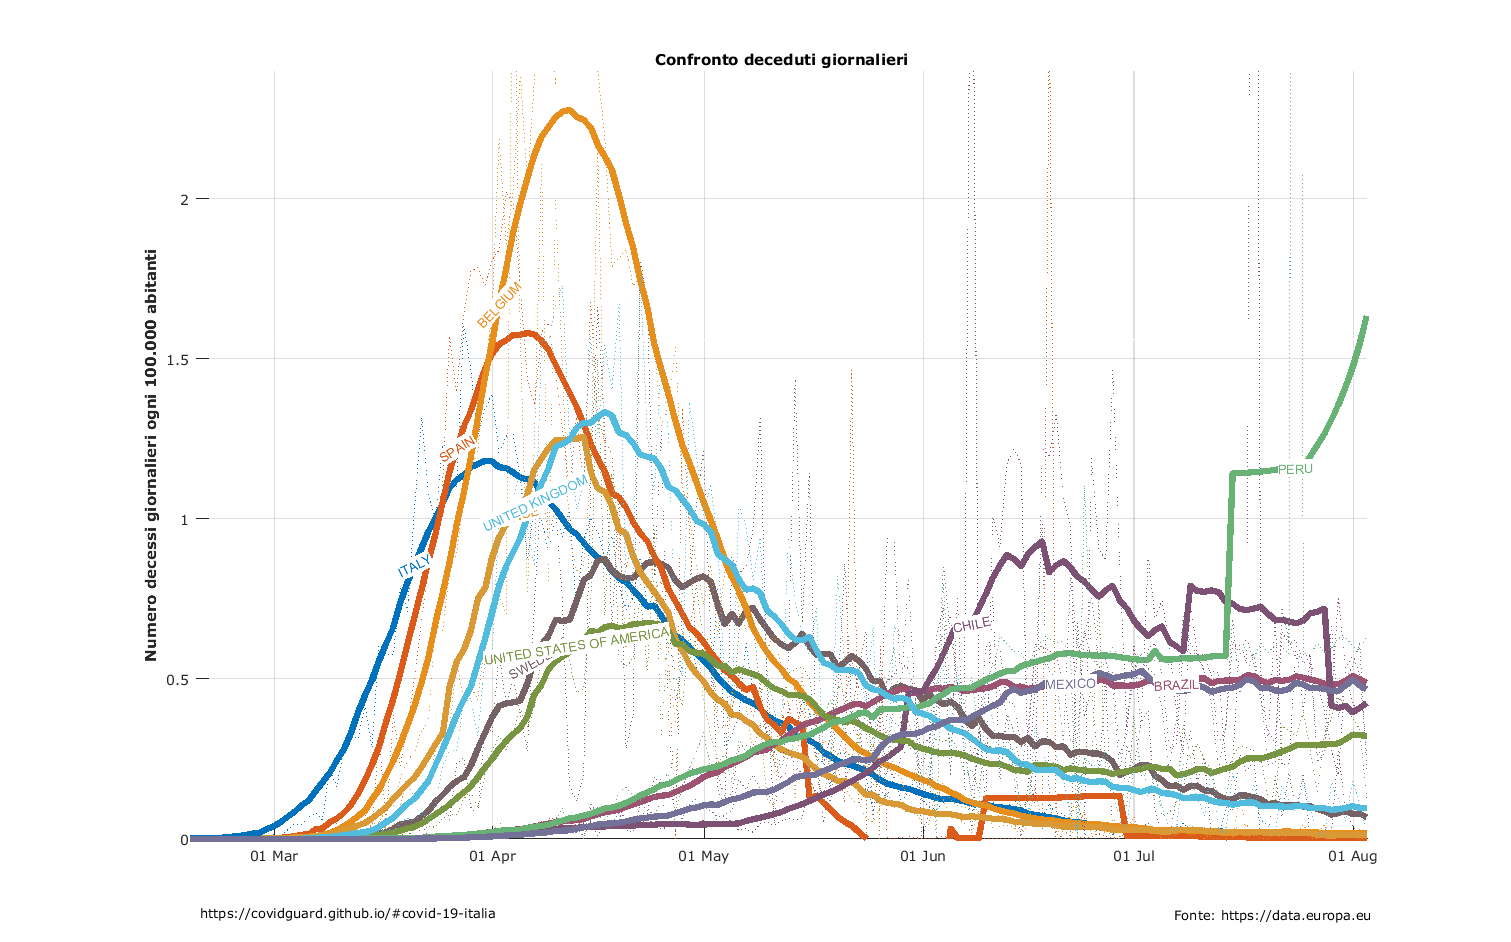 Confronto deceduti giornalieri
Numero decessi giornalieri ogni 100.000 abitanti
2
1.5
1
0.5
0
BELGIUM
SPAIN
ITALY
UNITED KINGDOM
UNITED STATES OF AMERICA
CHILE
MEXICO
BRAZIL
PERU
01 Mar
01 Apr
01 May
01 Jun
01 Jul
01 Aug
https://covidguard.github.io/#covid-19-italia
Fonte: https://data.europa.eu